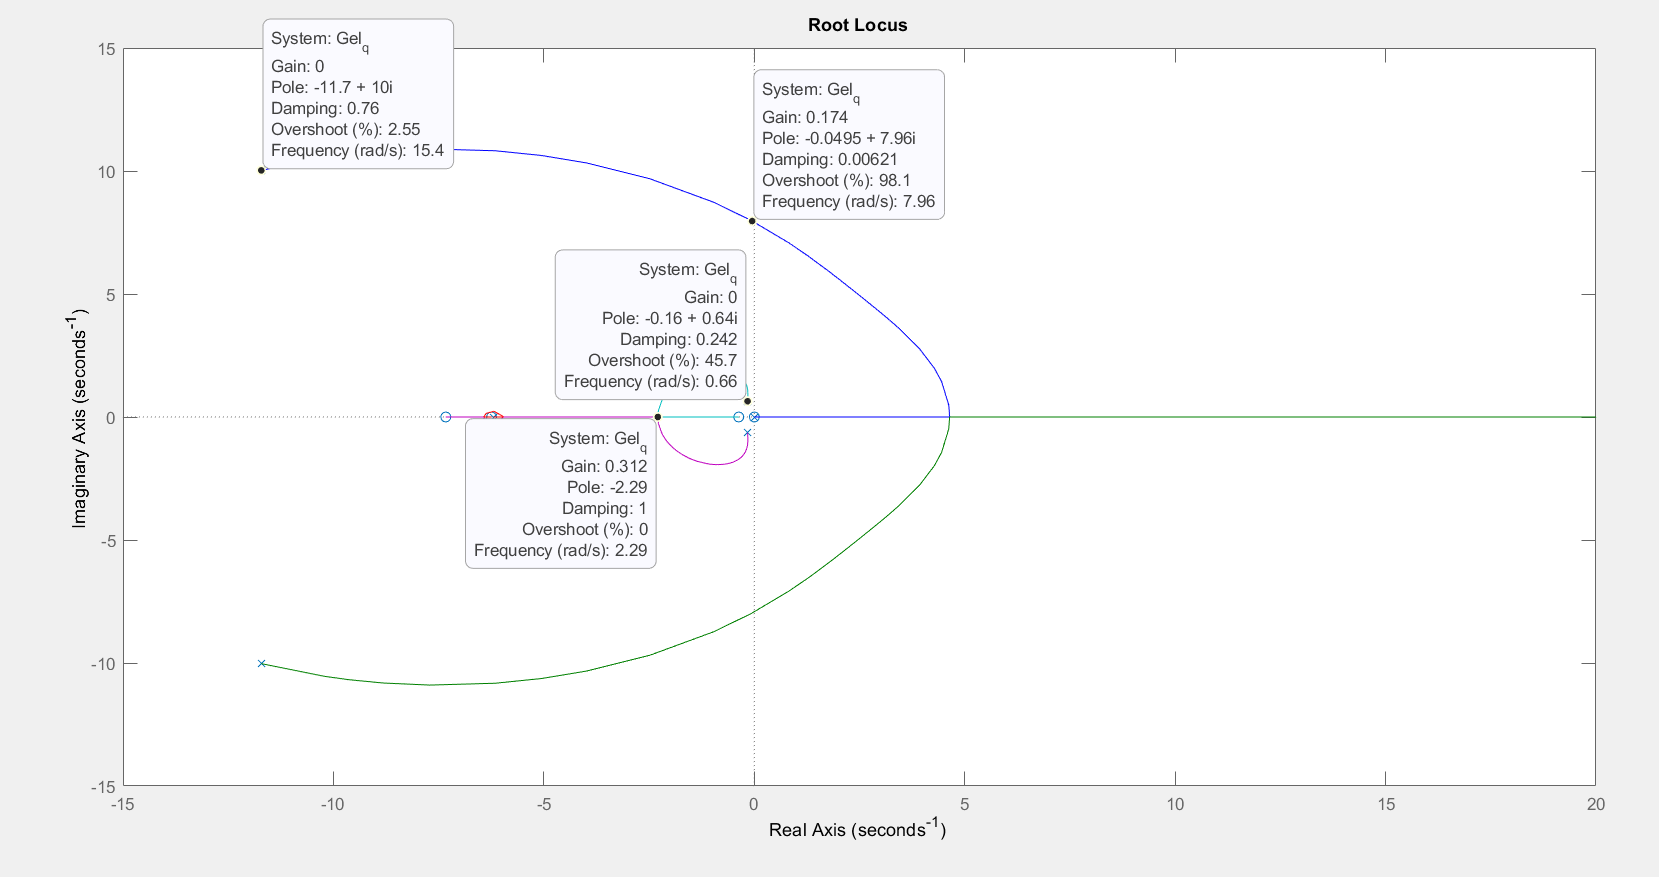 Root Locus
System: Gel_q
Gain: 0
Pole: -11.7 + 10i
Damping: 0.76
Overshoot (%): 2.55
Frequency (rad/s): 15.4
System: Gel_q
Gain: 0.174
Pole: -0.0495 + 7.96i
Damping: 0.00621
Overshoot (%): 98.1
Frequency (rad/s): 7.96
System: Gel_q
Gain: 0
Pole: -0.16 + 0.64i
Damping: 0.242
Overshoot (%): 45.7
Frequency (rad/s): 0.66
System: Gel_q
Gain: 0.312
Pole: -2.29
Damping: 1
Overshoot (%): 0
Frequency (rad/s): 2.29
Imaginary Axis (seconds⁻¹)
15
10
5
0
-5
-10
-15
-15
-10
-5
0
5
10
15
20
Real Axis (seconds⁻¹)